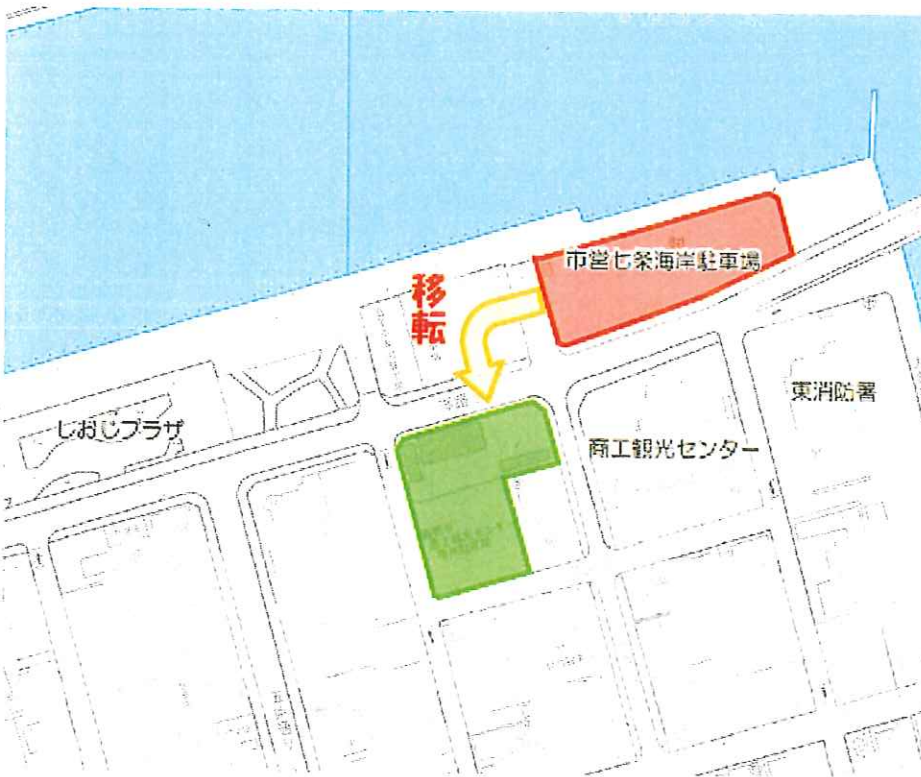 市営七条海岸駐車場
移転
しおじプラザ
東消防署
商工観光センター